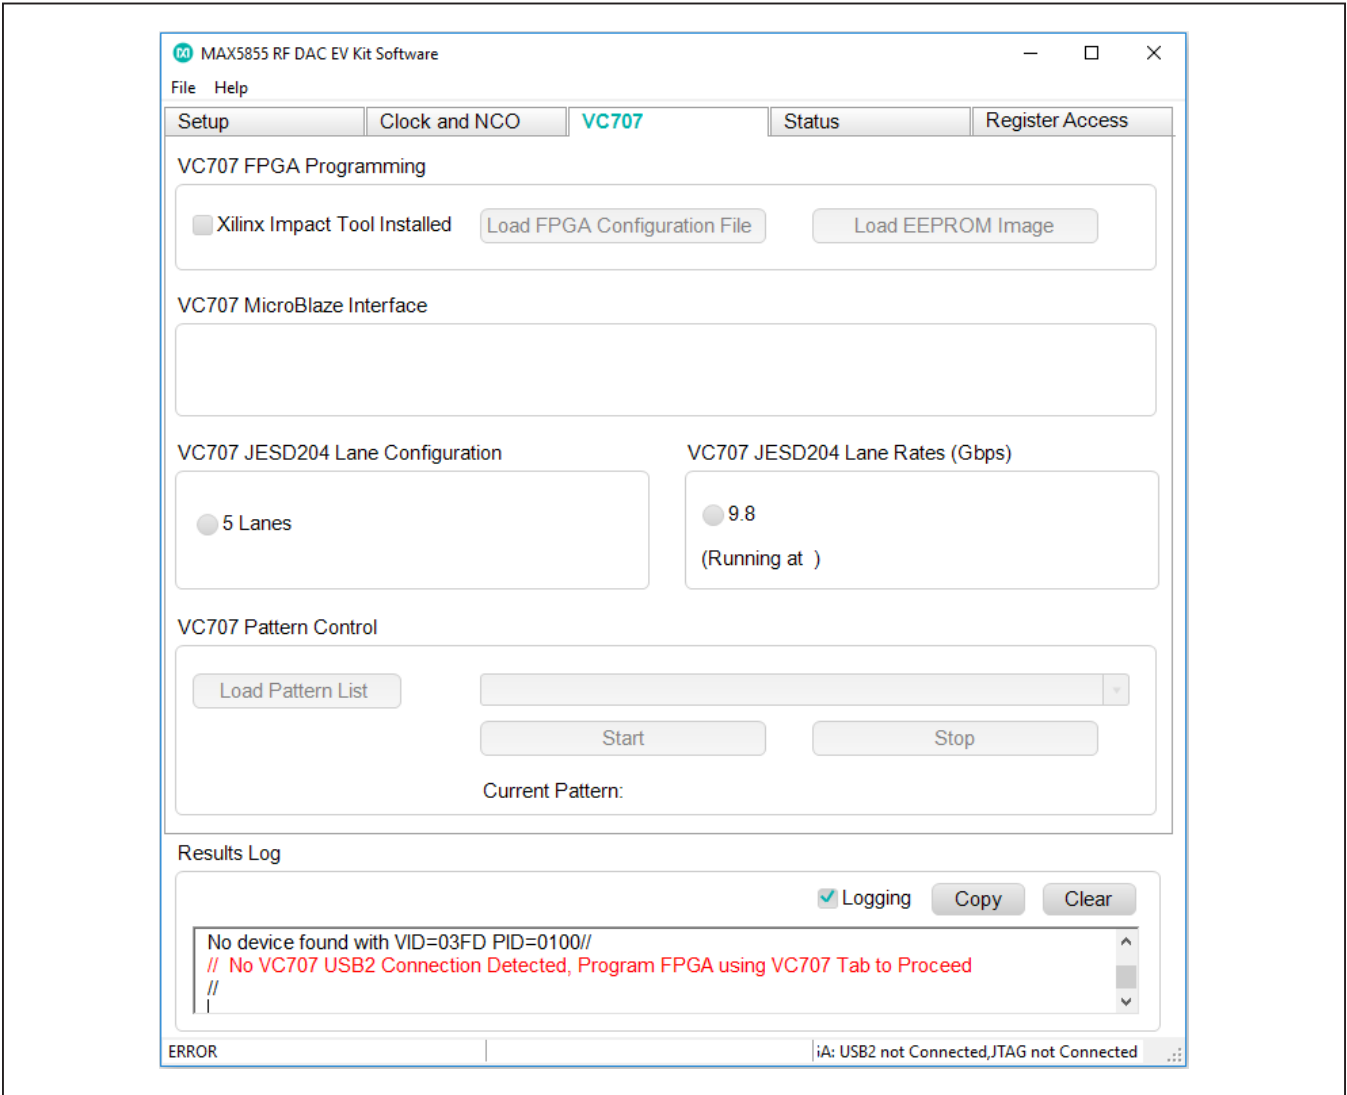 MAX5855 RF DAC EV Kit Software
File Help
Setup Clock and NCO VC707 Status Register Access
VC707 FPGA Programming
Xilinx Impact Tool Installed Load FPGA Configuration File Load EEPROM Image
VC707 MicroBlaze Interface
VC707 JESD204 Lane Configuration VC707 JESD204 Lane Rates (Gbps)
5 Lanes 9.8
(Running at )
VC707 Pattern Control
Load Pattern List
Start Stop
Current Pattern:
Results Log
Logging Copy Clear
No device found with VID=03FD PID=0100//
// No VC707 USB2 Connection Detected, Program FPGA using VC707 Tab to Proceed
//
ERROR iA: USB2 not Connected,JTAG not Connected